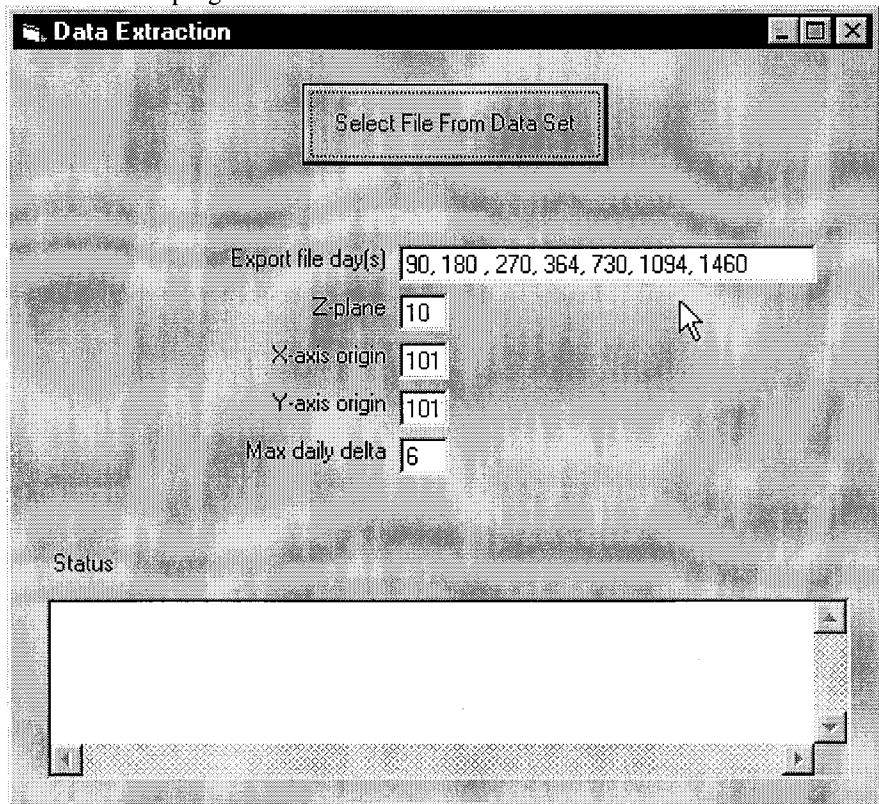 Data Extraction
Select File From Data Set
Export file day(s) 90, 180 , 270, 364, 730, 1094, 1460
Z-plane 10
X-axis origin 101
Y-axis origin 101
Max daily delta 6
Status